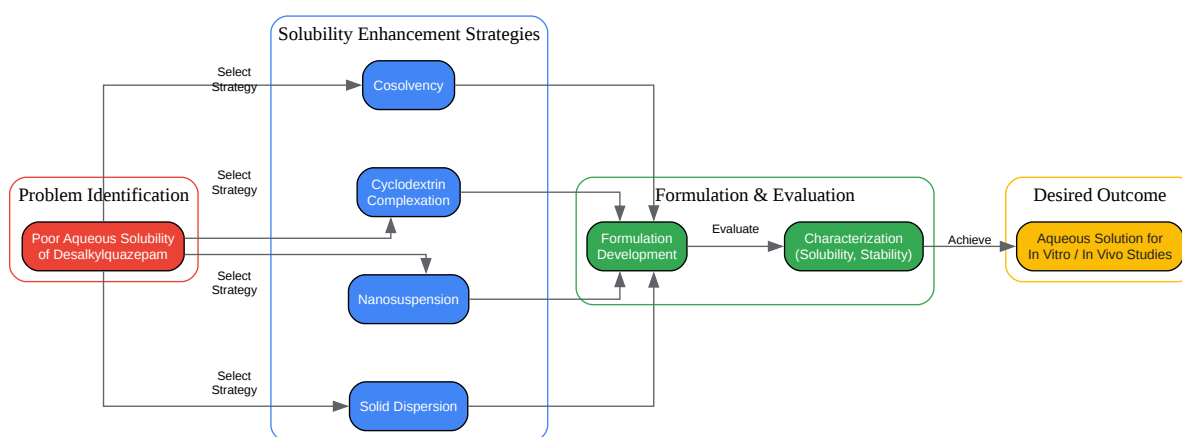 Solubility Enhancement Strategies
Select
Strategy
Cosolvency
Select
Strategy
Cyclodextrin
Complexation
Problem Identification
Poor Aqueous Solubility
of Desalkylquazepam
Select
Strategy
Nanosuspension
Select
Strategy
Solid Dispersion
Formulation & Evaluation
Formulation
Development
Evaluate
Characterization
(Solubility, Stability)
Achieve
Desired Outcome
Aqueous Solution for
In Vitro / In Vivo Studies